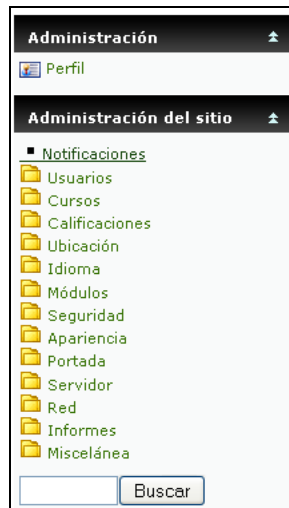 Administración
Perfil
Administración del sitio
Notificaciones
Usuarios
Cursos
Calificaciones
Ubicación
Idioma
Módulos
Seguridad
Apariencia
Portada
Servidor
Red
Informes
Miscelánea
Buscar